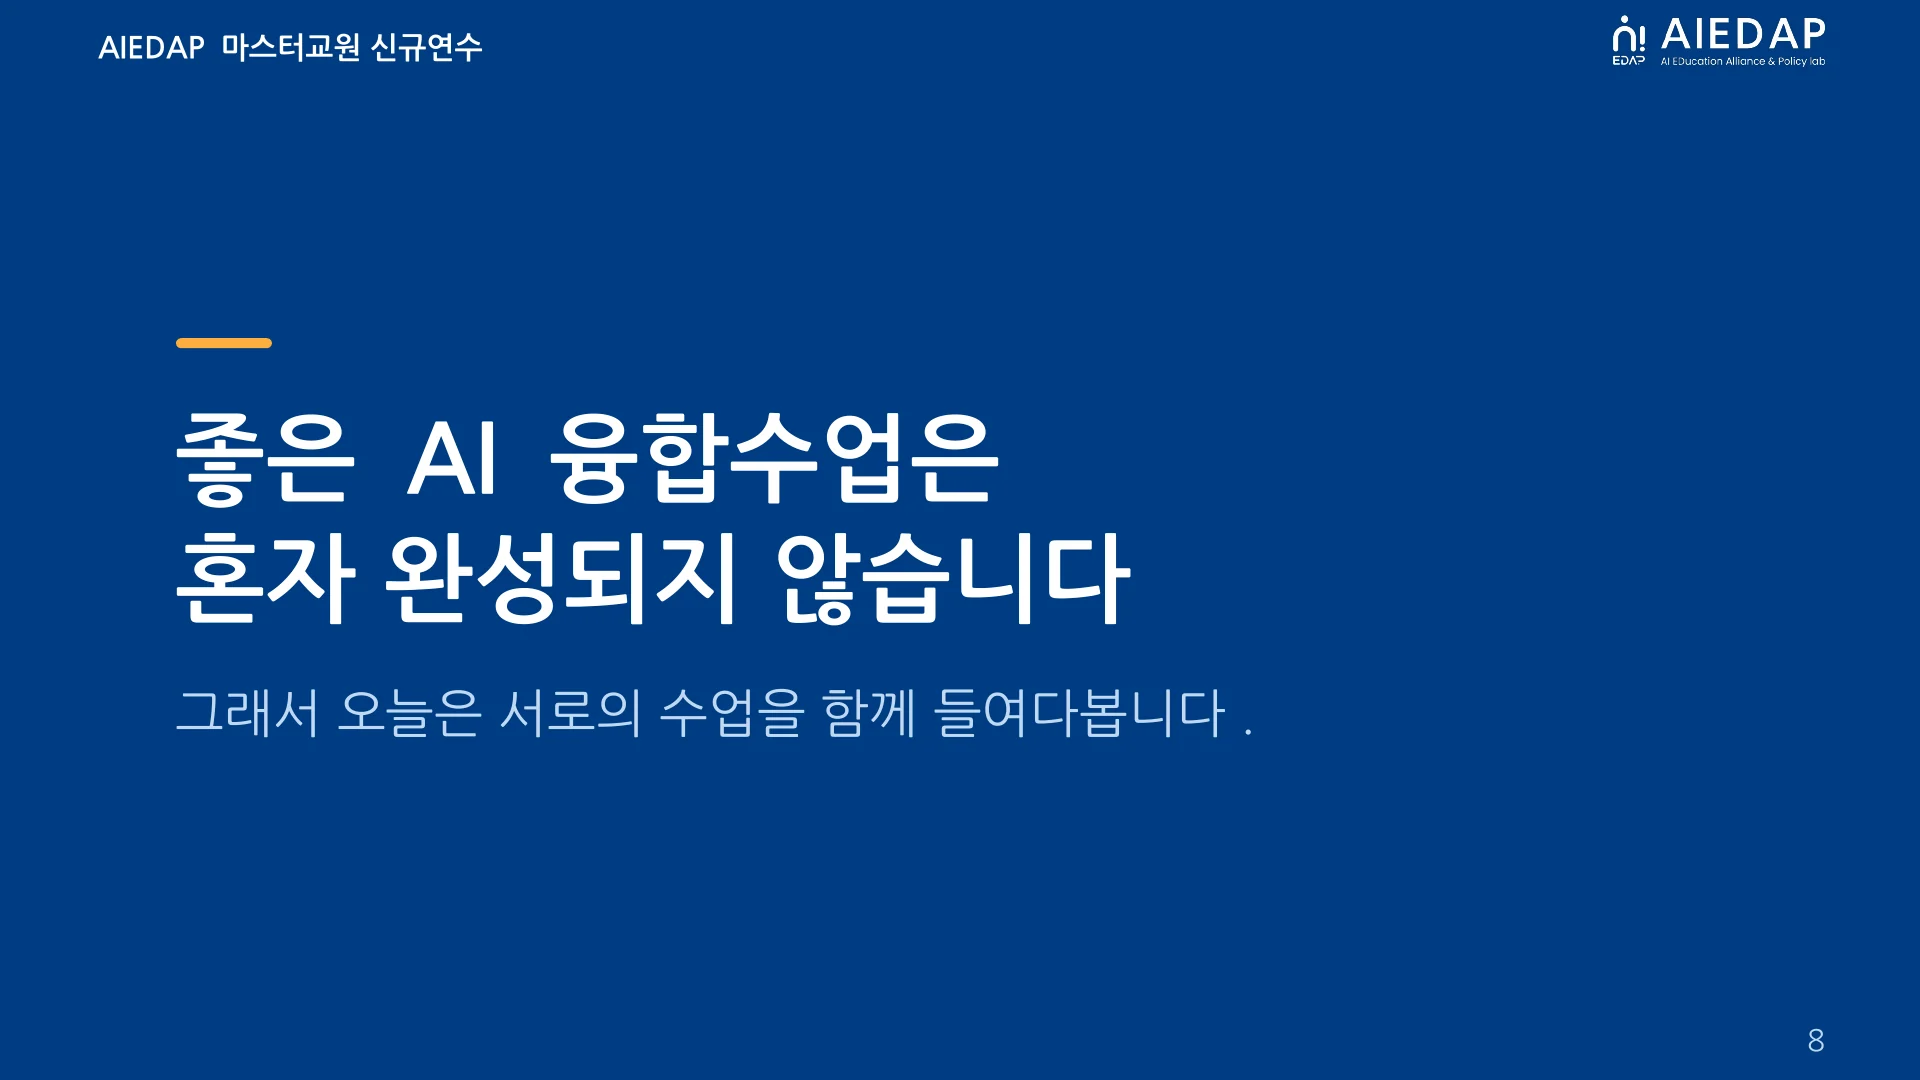 AIEDAP 마스터교원 신규연수
EDAP
AIEDAP
AI EDucation Alliance & Policy lab
좋은 AI 융합수업은
혼자 완성되지 않습니다
그래서 오늘은 서로의 수업을 함께 들여다봅니다 .
8